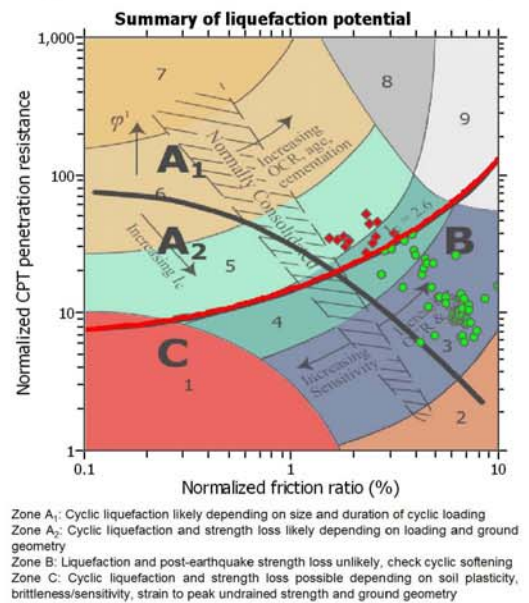 Summary of liquefaction potential
1,000
100
10
1
Normalized CPT penetration resistance
7
8
9
φ'
Increasing
OCR, age,
cementation
Normally Consolidated
A1
6
A2
= 2.6
B
Increasing Ic
5
4
C
1
Increasing
Sensitivity
OCR &
3
2
0.1
1
10
Normalized friction ratio (%)
Zone A1: Cyclic liquefaction likely depending on size and duration of cyclic loading
Zone A2: Cyclic liquefaction and strength loss likely depending on loading and ground
geometry
Zone B: Liquefaction and post-earthquake strength loss unlikely, check cyclic softening
Zone C: Cyclic liquefaction and strength loss possible depending on soil plasticity,
brittleness/sensitivity, strain to peak undrained strength and ground geometry